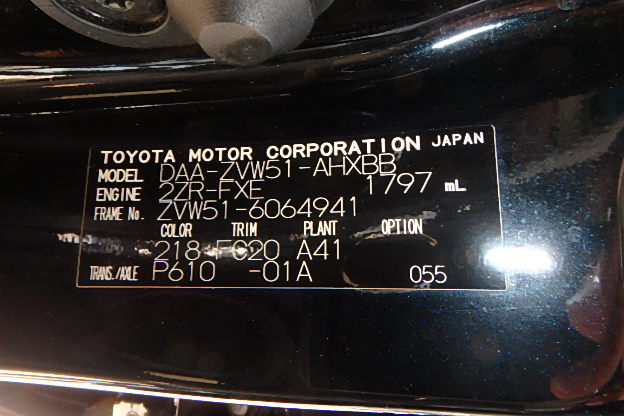 TOYOTA MOTOR CORPORATION JAPAN
MODEL DAA-ZVW51-AHXBB
ENGINE 2ZR-FXE 1797 mL
FRAME No. ZVW51-6064941
COLOR TRIM PLANT OPTION
218 FC20 A41
TRANS./AXLE P610 -01A 055